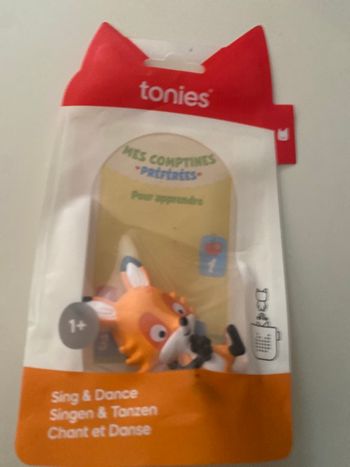 tonies®
MES COMPTINES
PRÉFÉRÉES
Pour apprendre
1+
Sing & Dance
Singen & Tanzen
Chant et Danse